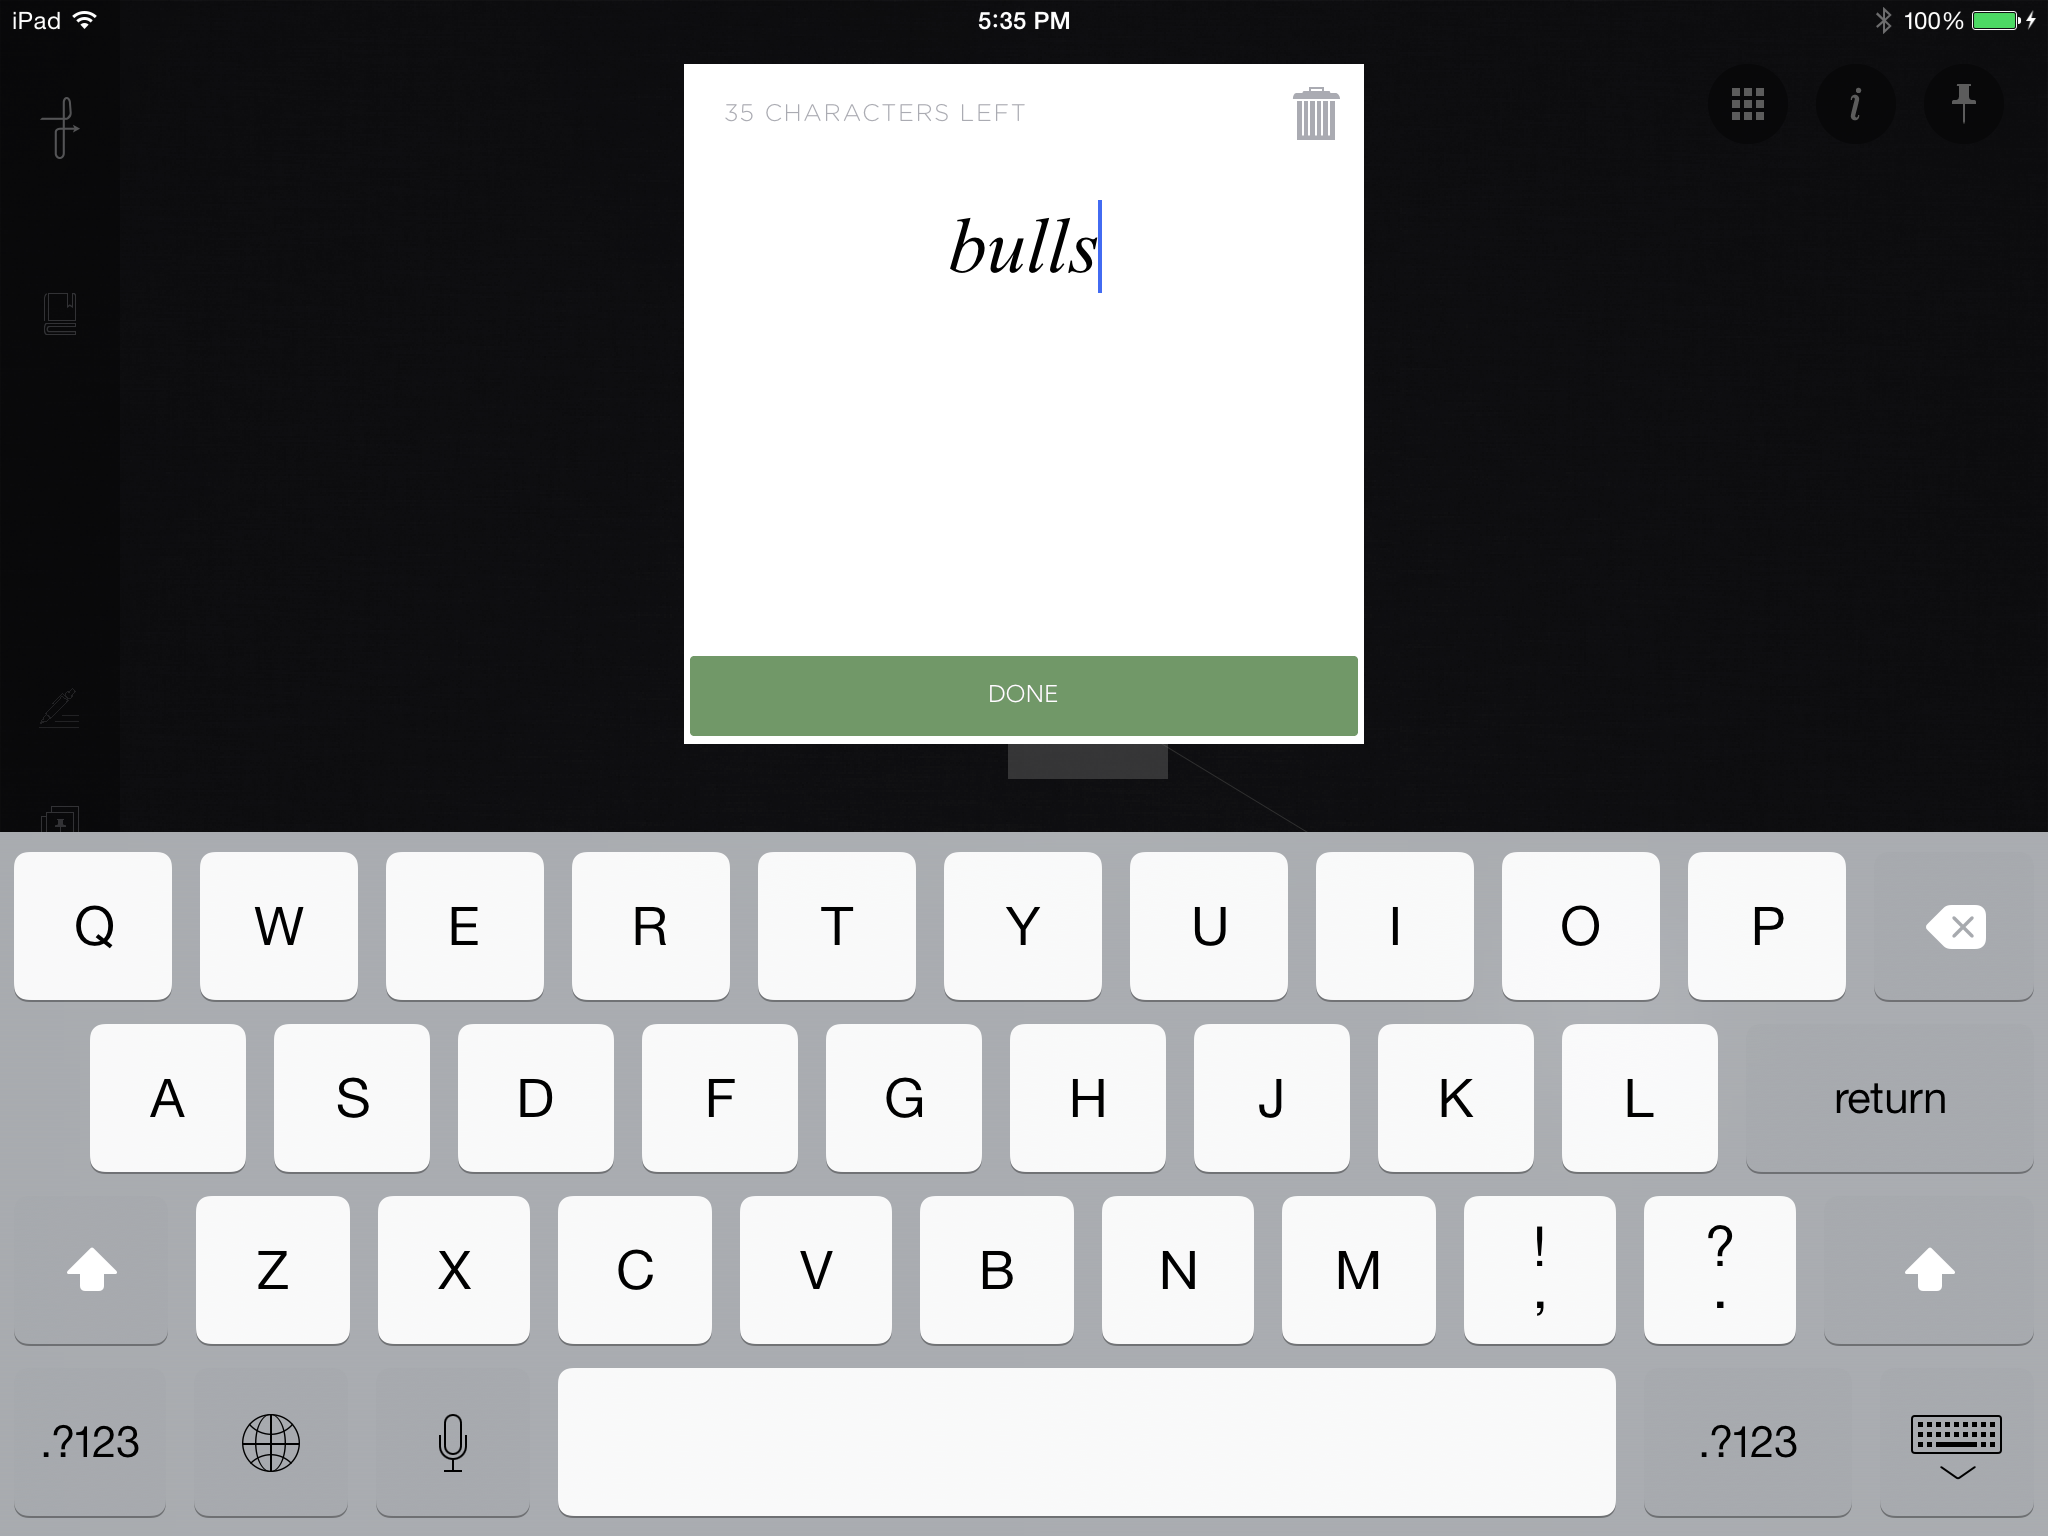 iPad 5:35 PM 100%
i
35 CHARACTERS LEFT
bulls
DONE
Q W E R T Y U I O P
A S D F G H J K L return
Z X C V B N M ! , ? .
.?123 .?123